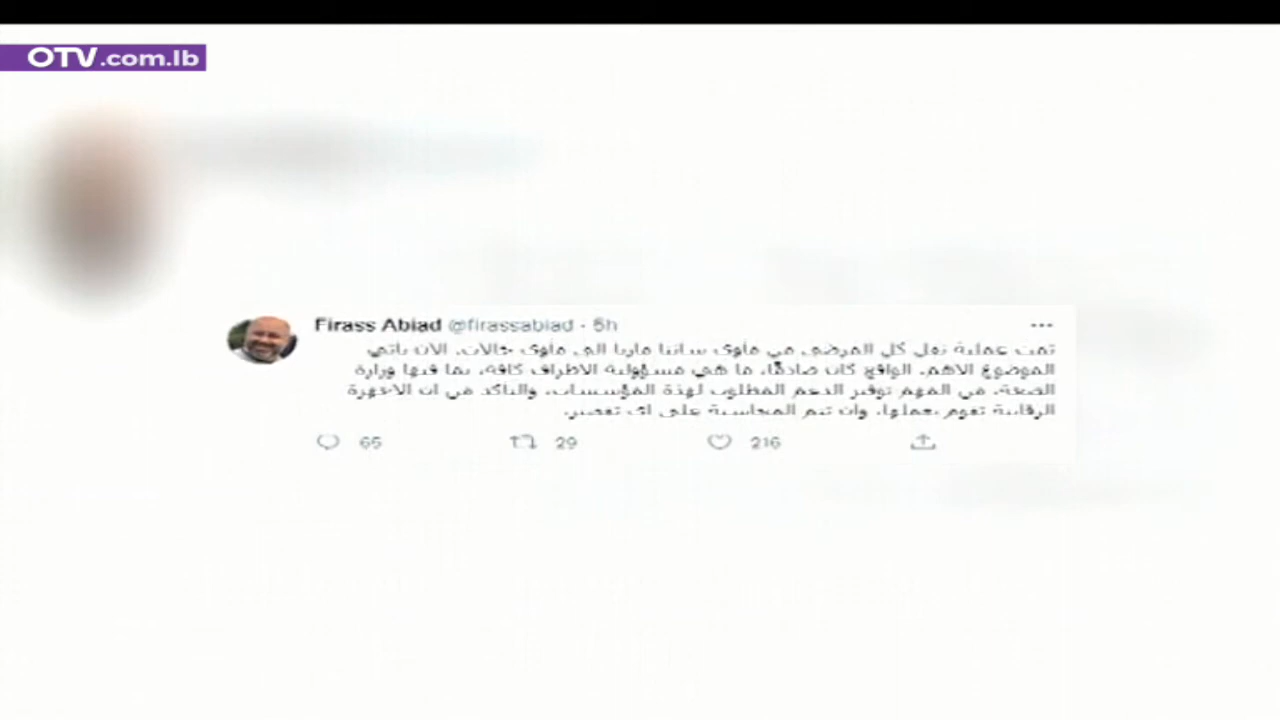 OTV.com.lb
Firass Abiad @firassabiad · 5h
تمت عملية نقل كل المرضى في مأوى سانتا ماريا الى مأوى حالات. الآن يأتي
الموضوع الاهم. الواقع كان صادمًا، ما هي مسؤولية الاطراف كافة، بما فيها وزارة
الصحة. من المهم توفير الدعم المطلوب لهذة المؤسسات، والتأكد من ان الاجهزة
الرقابية تقوم بعملها، وان تتم المحاسبة على اي تقصير.
65 29 216